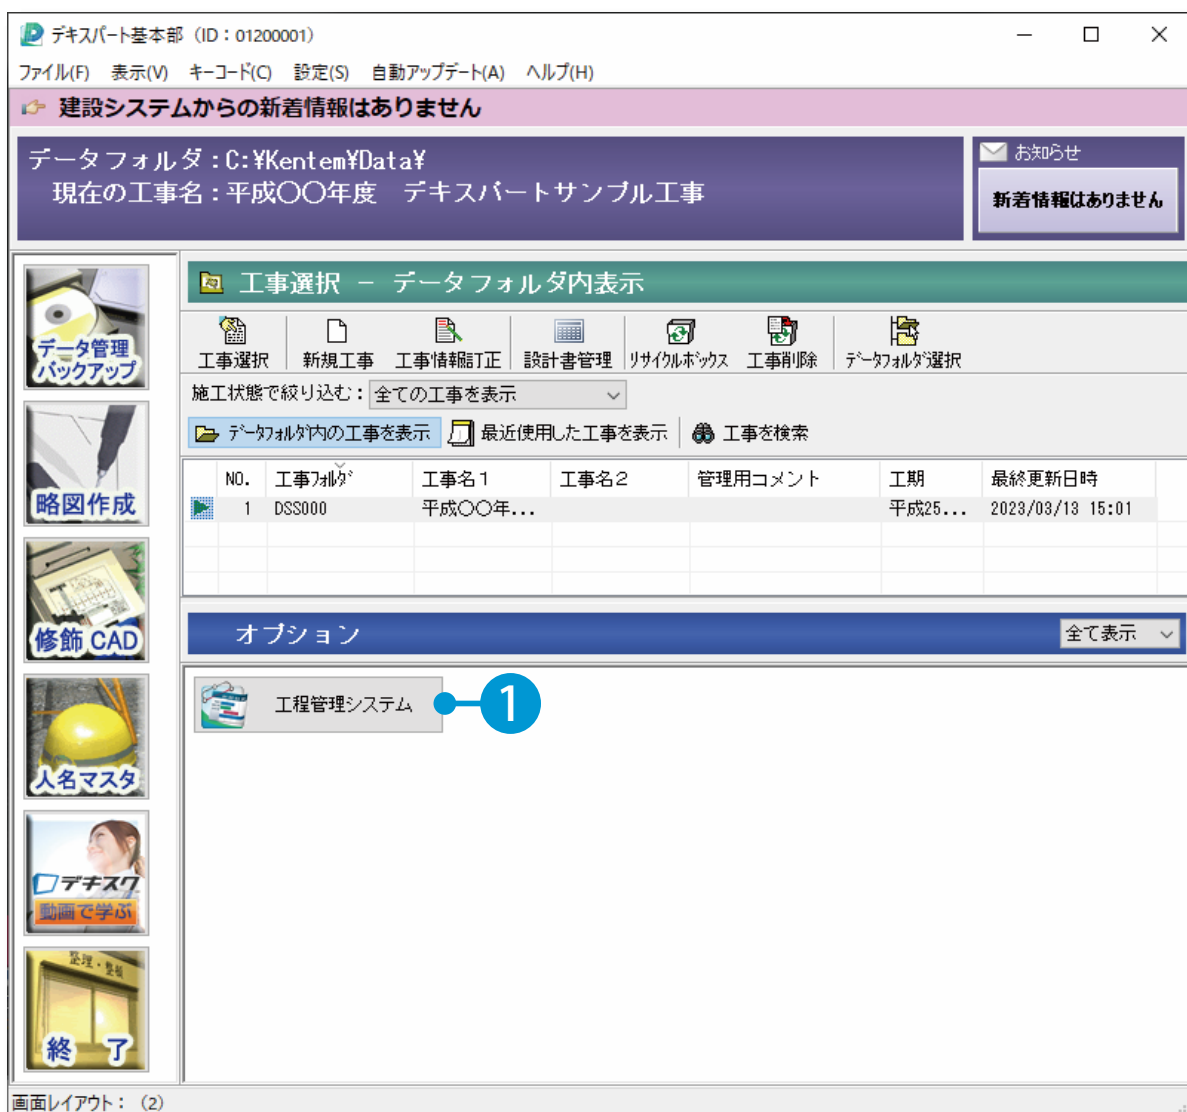 デキスパート基本部（ID：01200001）
ファイル(F) 表示(V) キーコード(C) 設定(S) 自動アップデート(A) ヘルプ(H)
建設システムからの新着情報はありません
データフォルダ：C:¥Kentem¥Data¥
現在の工事名：平成〇〇年度 デキスパートサンプル工事
お知らせ
新着情報はありません
工事選択 － データフォルダ内表示
工事選択 新規工事 工事情報訂正 設計書管理 リサイクルボックス 工事削除 データフォルダ選択
施工状態で絞り込む： 全ての工事を表示
データフォルダ内の工事を表示 最近使用した工事を表示 工事を検索
NO. 工事フォルダ 工事名1 工事名2 管理用コメント 工期 最終更新日時
1 DSS000 平成〇〇年... 平成25... 2023/03/13 15:01
オプション 全て表示
工程管理システム 1
データ管理
バックアップ
略図作成
修飾CAD
人名マスタ
デキスク
動画で学ぶ
整理・整頓
終 了
画面レイアウト： (2)